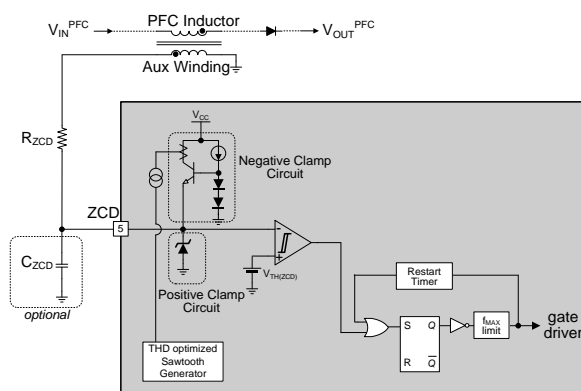 V_IN^PFC
PFC Inductor
V_OUT^PFC
Aux Winding
R_ZCD
V_CC
Negative Clamp
Circuit
ZCD
5
C_ZCD
optional
V_TH(ZCD)
Positive Clamp
Circuit
Restart
Timer
THD optimized
Sawtooth
Generator
S
Q
R
Q̅
f_MAX
limit
gate
driver